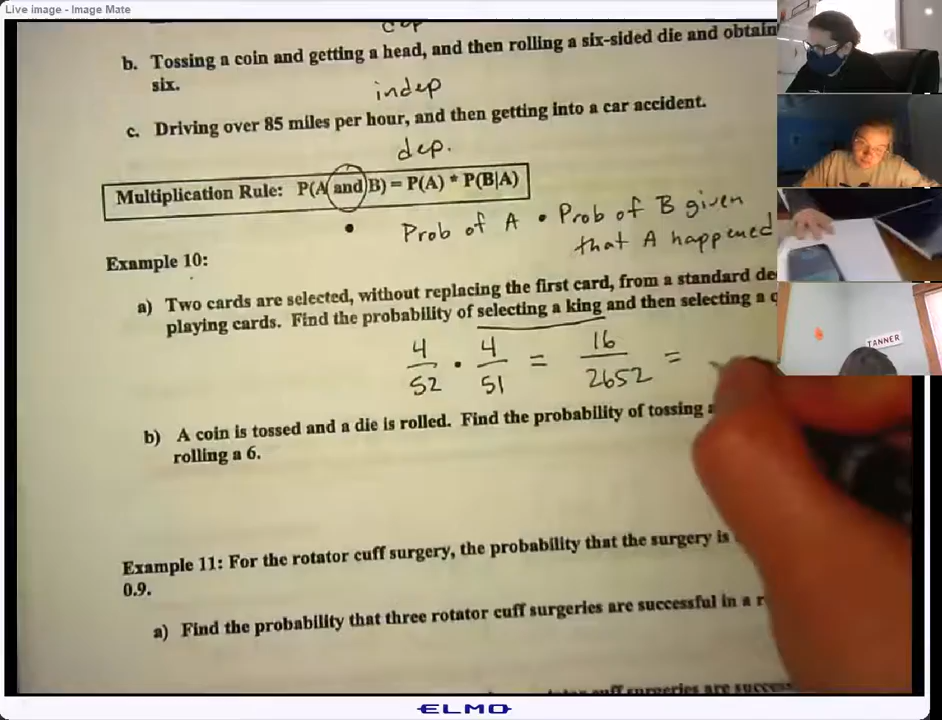 Live image - Image Mate
b. Tossing a coin and getting a head, and then rolling a six-sided die and obtain
six.
indep
c. Driving over 85 miles per hour, and then getting into a car accident.
dep.
Multiplication Rule: P(A and B) = P(A) * P(B|A)
• Prob of A • Prob of B given
that A happened
Example 10:
a) Two cards are selected, without replacing the first card, from a standard de
playing cards. Find the probability of selecting a king and then selecting a q
4/52 • 4/51 = 16/2652 =
b) A coin is tossed and a die is rolled. Find the probability of tossing a
rolling a 6.
Example 11: For the rotator cuff surgery, the probability that the surgery is
0.9.
a) Find the probability that three rotator cuff surgeries are successful in a r
TANNER
ELMO